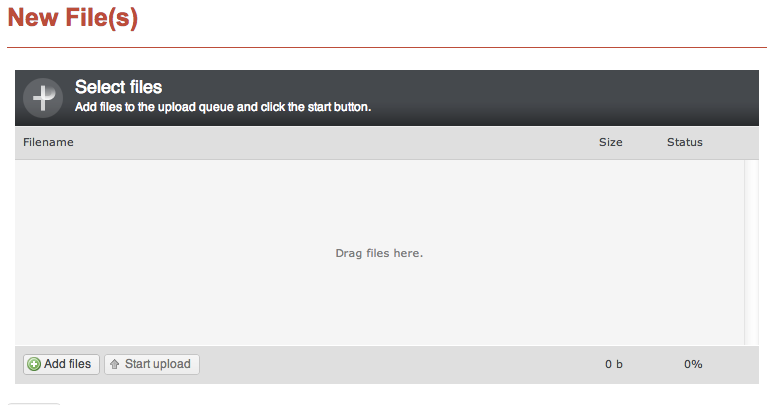 New File(s)
Select files
Add files to the upload queue and click the start button.
Filename Size Status
Drag files here.
Add files Start upload 0 b 0%